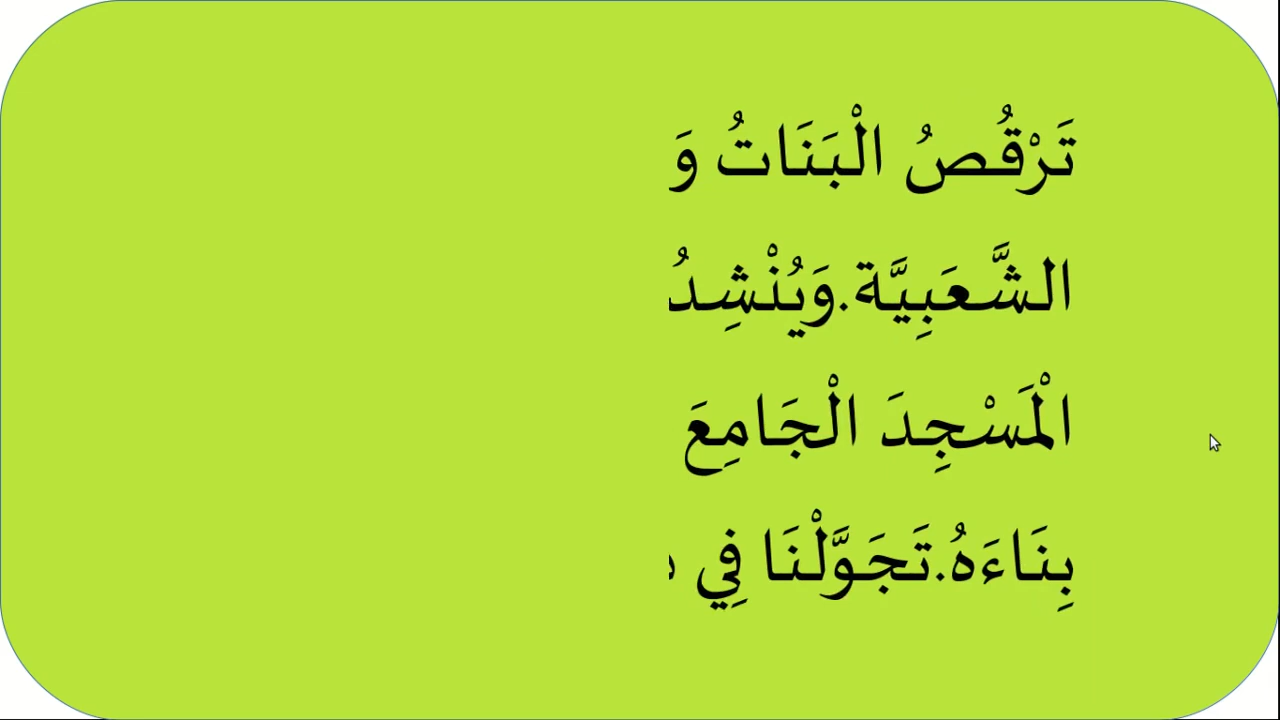 تَرْقُصُ الْبَنَاتُ وَ
الشَّعَبِيَّة.وَيُنْشِدُ
الْمَسْجِدَ الْجَامِعَ
بِنَاءَهُ.تَجَوَّلْنَا فِي